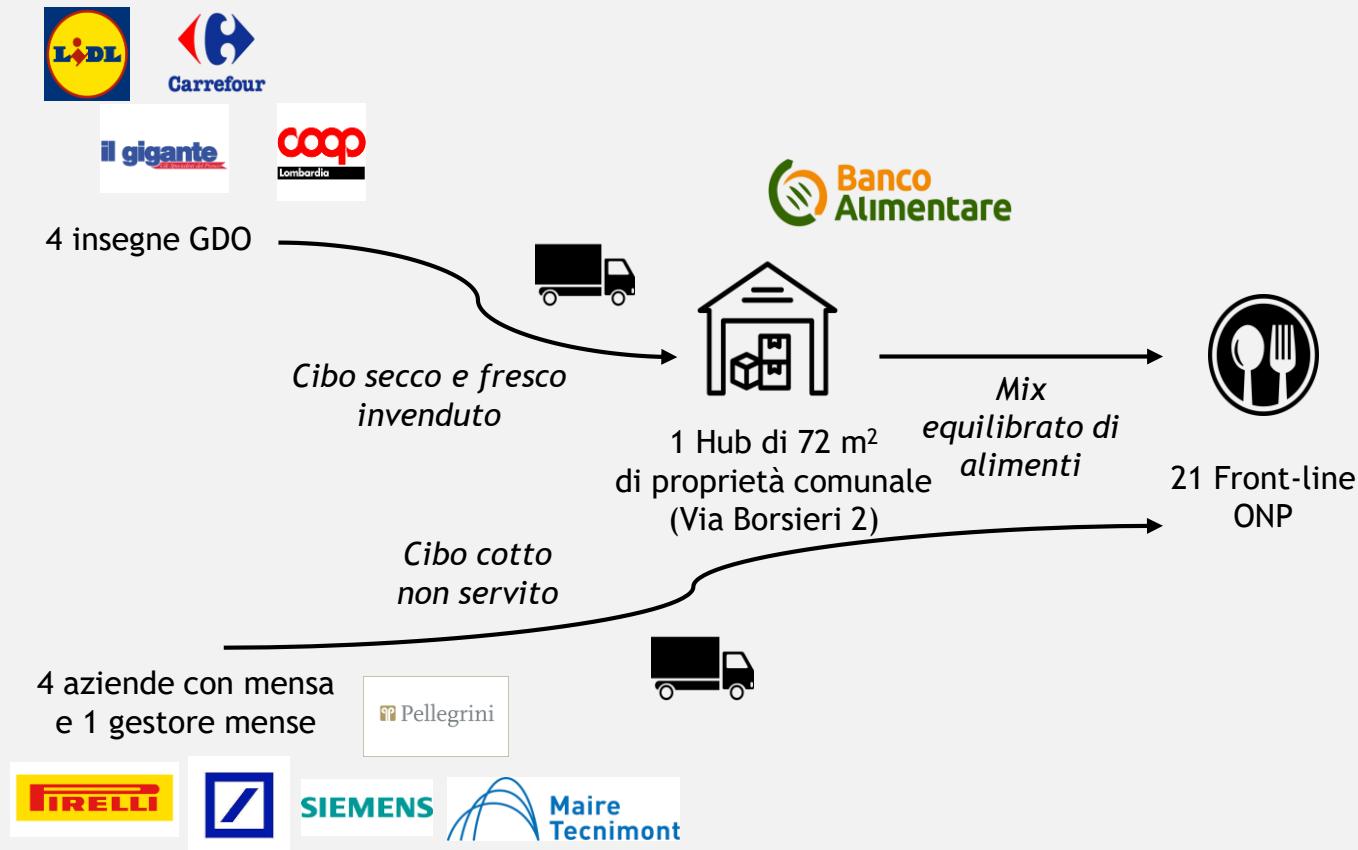 LIDL
Carrefour
il gigante
coop
Lombardia
4 insegne GDO
Banco
Alimentare
Cibo secco e fresco
invenduto
1 Hub di 72 m²
di proprietà comunale
(Via Borsieri 2)
Mix
equilibrato di
alimenti
21 Front-line
ONP
Cibo cotto
non servito
4 aziende con mensa
e 1 gestore mense
Pellegrini
PIRELLI
SIEMENS
Maire
Tecnimont